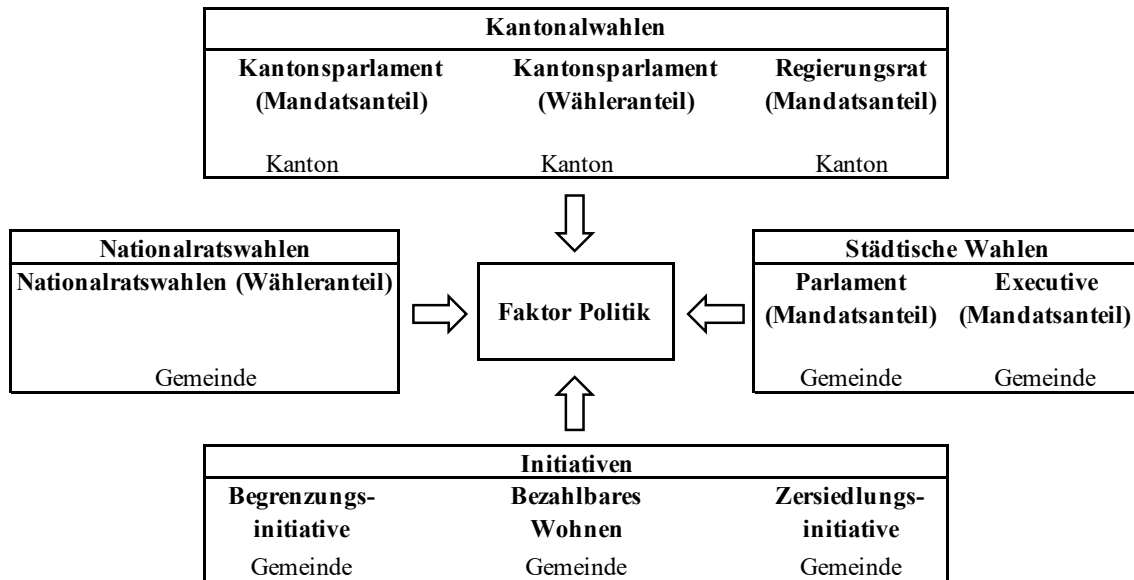 Kantonalwahlen
Kantonsparlament Kantonsparlament Regierungsrat
(Mandatsanteil) (Wähleranteil) (Mandatsanteil)
Kanton Kanton Kanton
Nationalratswahlen
Nationalratswahlen (Wähleranteil)
Gemeinde
Faktor Politik
Städtische Wahlen
Parlament Executive
(Mandatsanteil) (Mandatsanteil)
Gemeinde Gemeinde
Initiativen
Begrenzungs- Bezahlbares Zersiedlungs-
initiative Wohnen initiative
Gemeinde Gemeinde Gemeinde